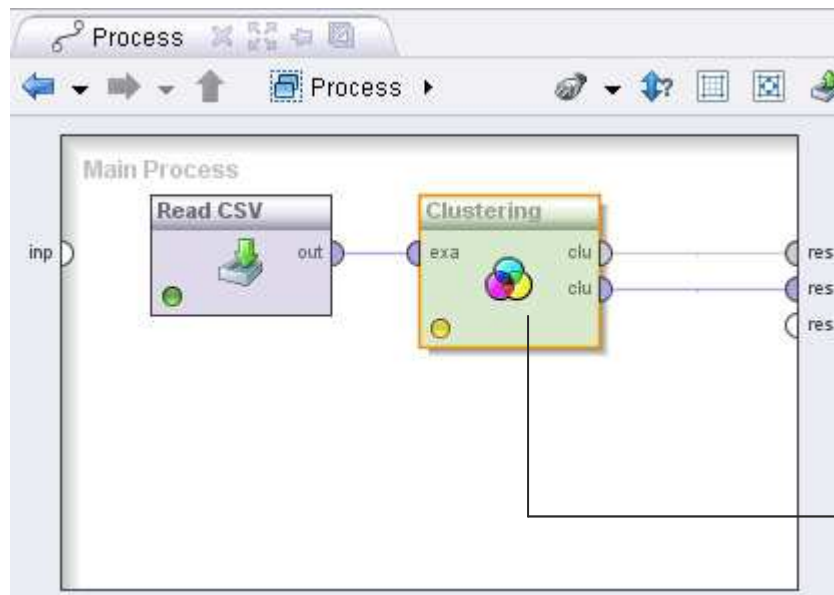 Process
Process
Main Process
Read CSV
Clustering
inp
out
exa
clu
res
clu
res
res